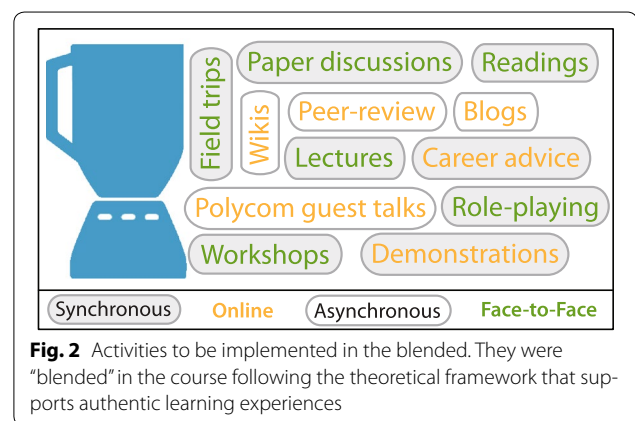 Field trips
Paper discussions
Readings
Wikis
Peer-review
Blogs
Lectures
Career advice
Polycom guest talks
Role-playing
Workshops
Demonstrations
Synchronous
Online
Asynchronous
Face-to-Face
Fig. 2 Activities to be implemented in the blended. They were
“blended” in the course following the theoretical framework that sup-
ports authentic learning experiences